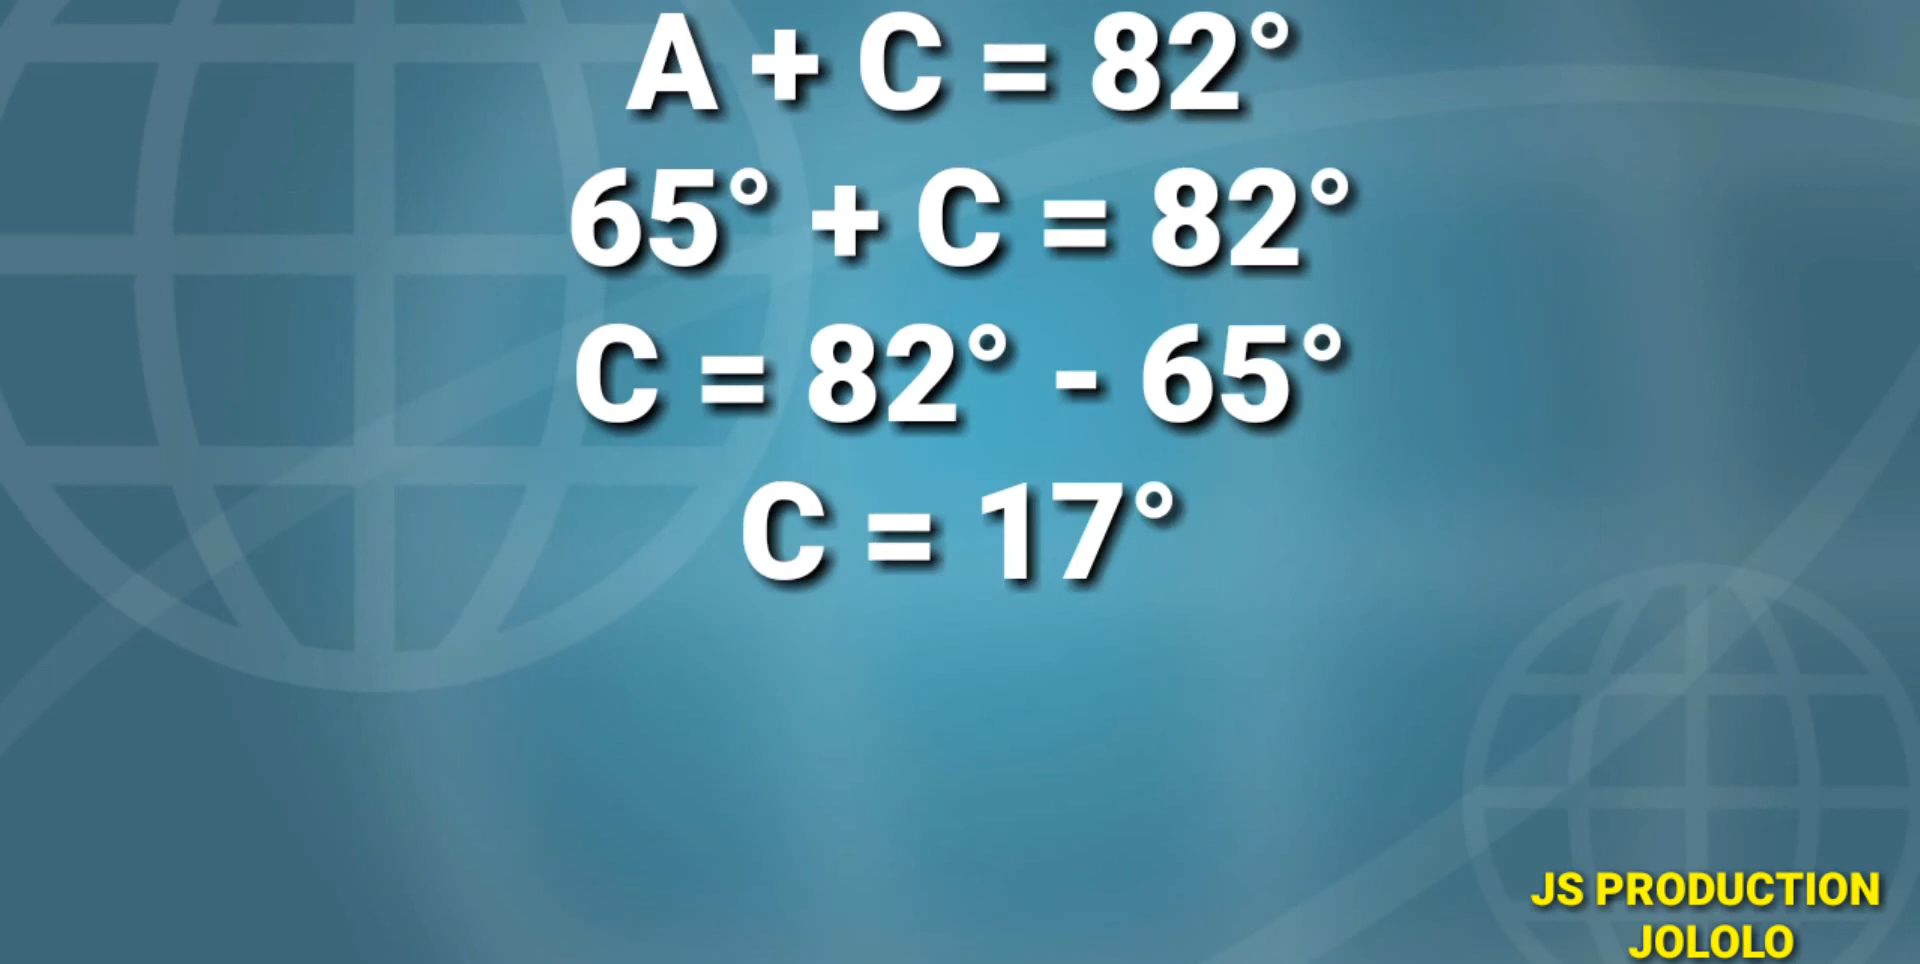 A + C = 82°
65° + C = 82°
C = 82° - 65°
C = 17°
JS PRODUCTION
JOLOLO